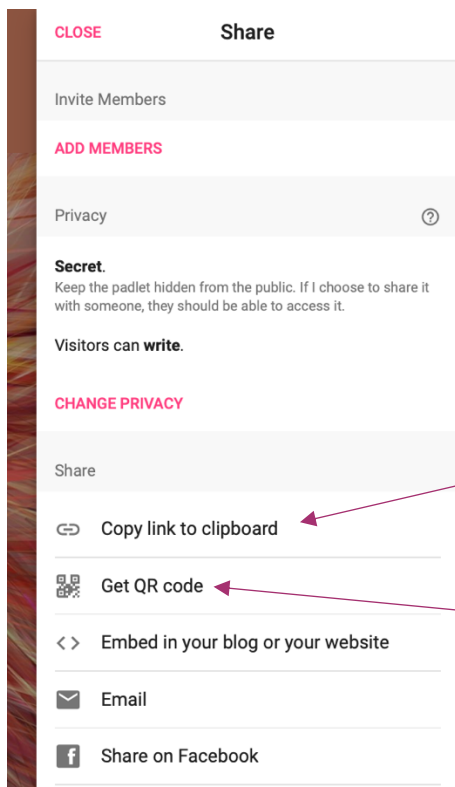 CLOSE Share
Invite Members
ADD MEMBERS
Privacy
Secret.
Keep the padlet hidden from the public. If I choose to share it
with someone, they should be able to access it.
Visitors can write.
CHANGE PRIVACY
Share
Copy link to clipboard
Get QR code
Embed in your blog or your website
Email
Share on Facebook